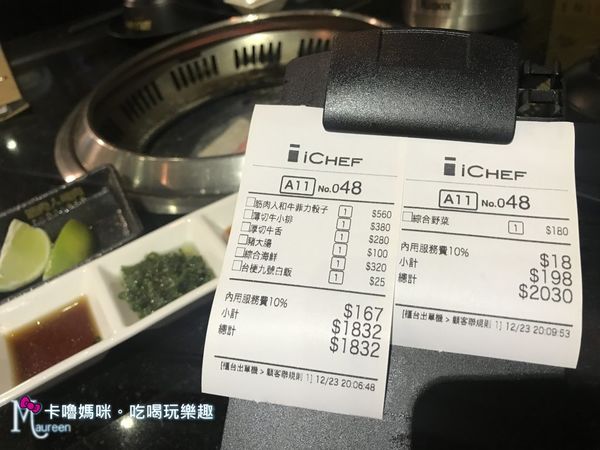 iCHEF
A11 No.048
□筋肉人和牛菲力骰子 1 $560
□厚切牛小排 1 $380
□厚切牛舌 1 $280
□豬大腸 1 $100
□綜合海鮮 1 $320
□台梗九號白飯 1 $25
內用服務費10% $167
小計 $1832
總計 $1832
[櫃台出單機 > 顧客聯規則 1] 12/23 20:06:48
iCHEF
A11 No.048
□綜合野菜 1 $180
內用服務費10% $18
小計 $198
總計 $2030
[櫃台出單機 > 顧客聯規則 1] 12/23 20:09:53
卡嚕媽咪。吃喝玩樂趣
Maureen